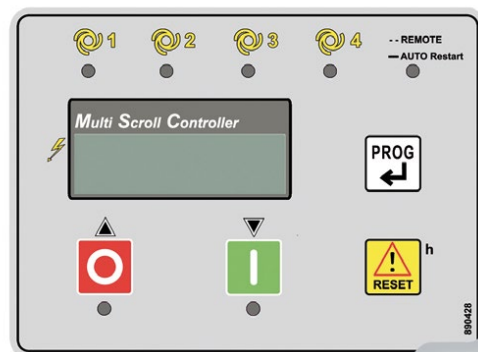 1
2
3
4
-- REMOTE
— AUTO Restart
Multi Scroll Controller
PROG
h
RESET
890428